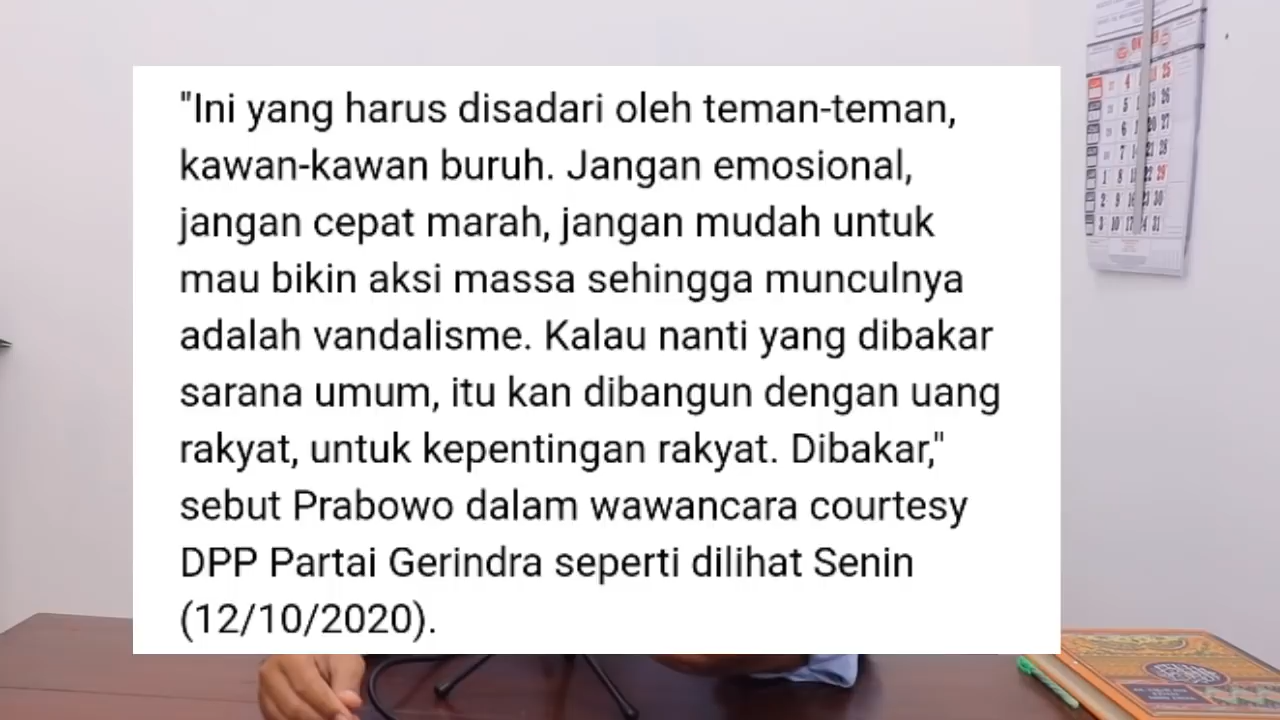 "Ini yang harus disadari oleh teman-teman,
kawan-kawan buruh. Jangan emosional,
jangan cepat marah, jangan mudah untuk
mau bikin aksi massa sehingga munculnya
adalah vandalisme. Kalau nanti yang dibakar
sarana umum, itu kan dibangun dengan uang
rakyat, untuk kepentingan rakyat. Dibakar,"
sebut Prabowo dalam wawancara courtesy
DPP Partai Gerindra seperti dilihat Senin
(12/10/2020).